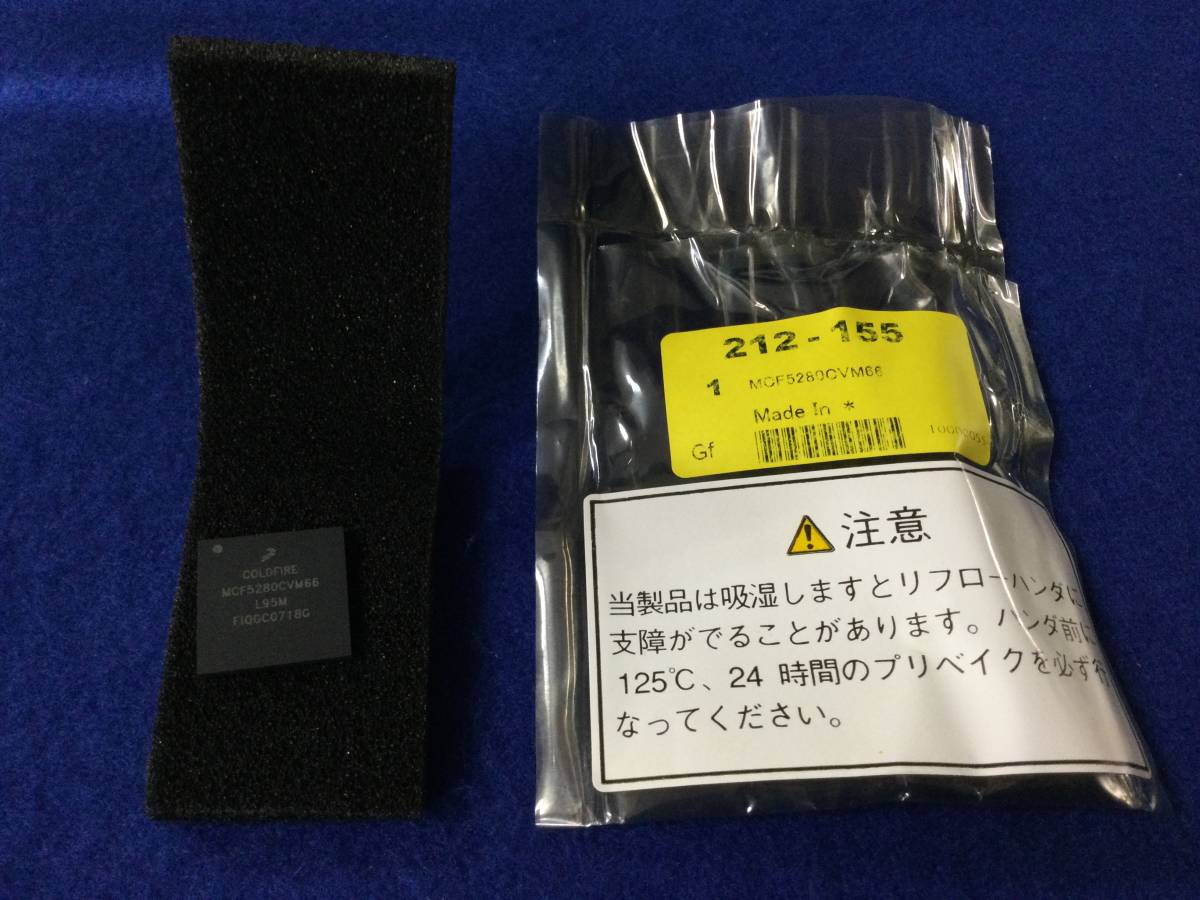 COLDFIRE
MCF5280CVM66
L95M
212-155
1 MCF5280CVM66
Made In *
Gf
注意
当製品は吸湿しますとリフローハンダに
支障がでることがあります。ハンダ前に
125℃、24 時間のプリベイクを必ず行
なってください。